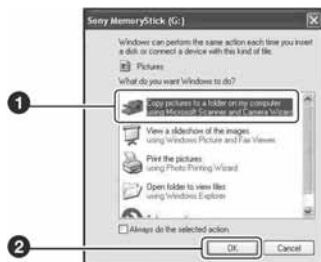 Sony MemoryStick (G:)
Windows can perform the same action each time you insert
a disk or connect a device with this kind of file.
Pictures
What do you want Windows to do?
1
Copy pictures to a folder on my computer
using Microsoft Scanner and Camera Wizard
View a slideshow of the images
using Windows Picture and Fax Viewer
Print the pictures
using Photo Printing Wizard
Open folder to view files
using Windows Explorer
Always do the selected action.
2
OK
Cancel